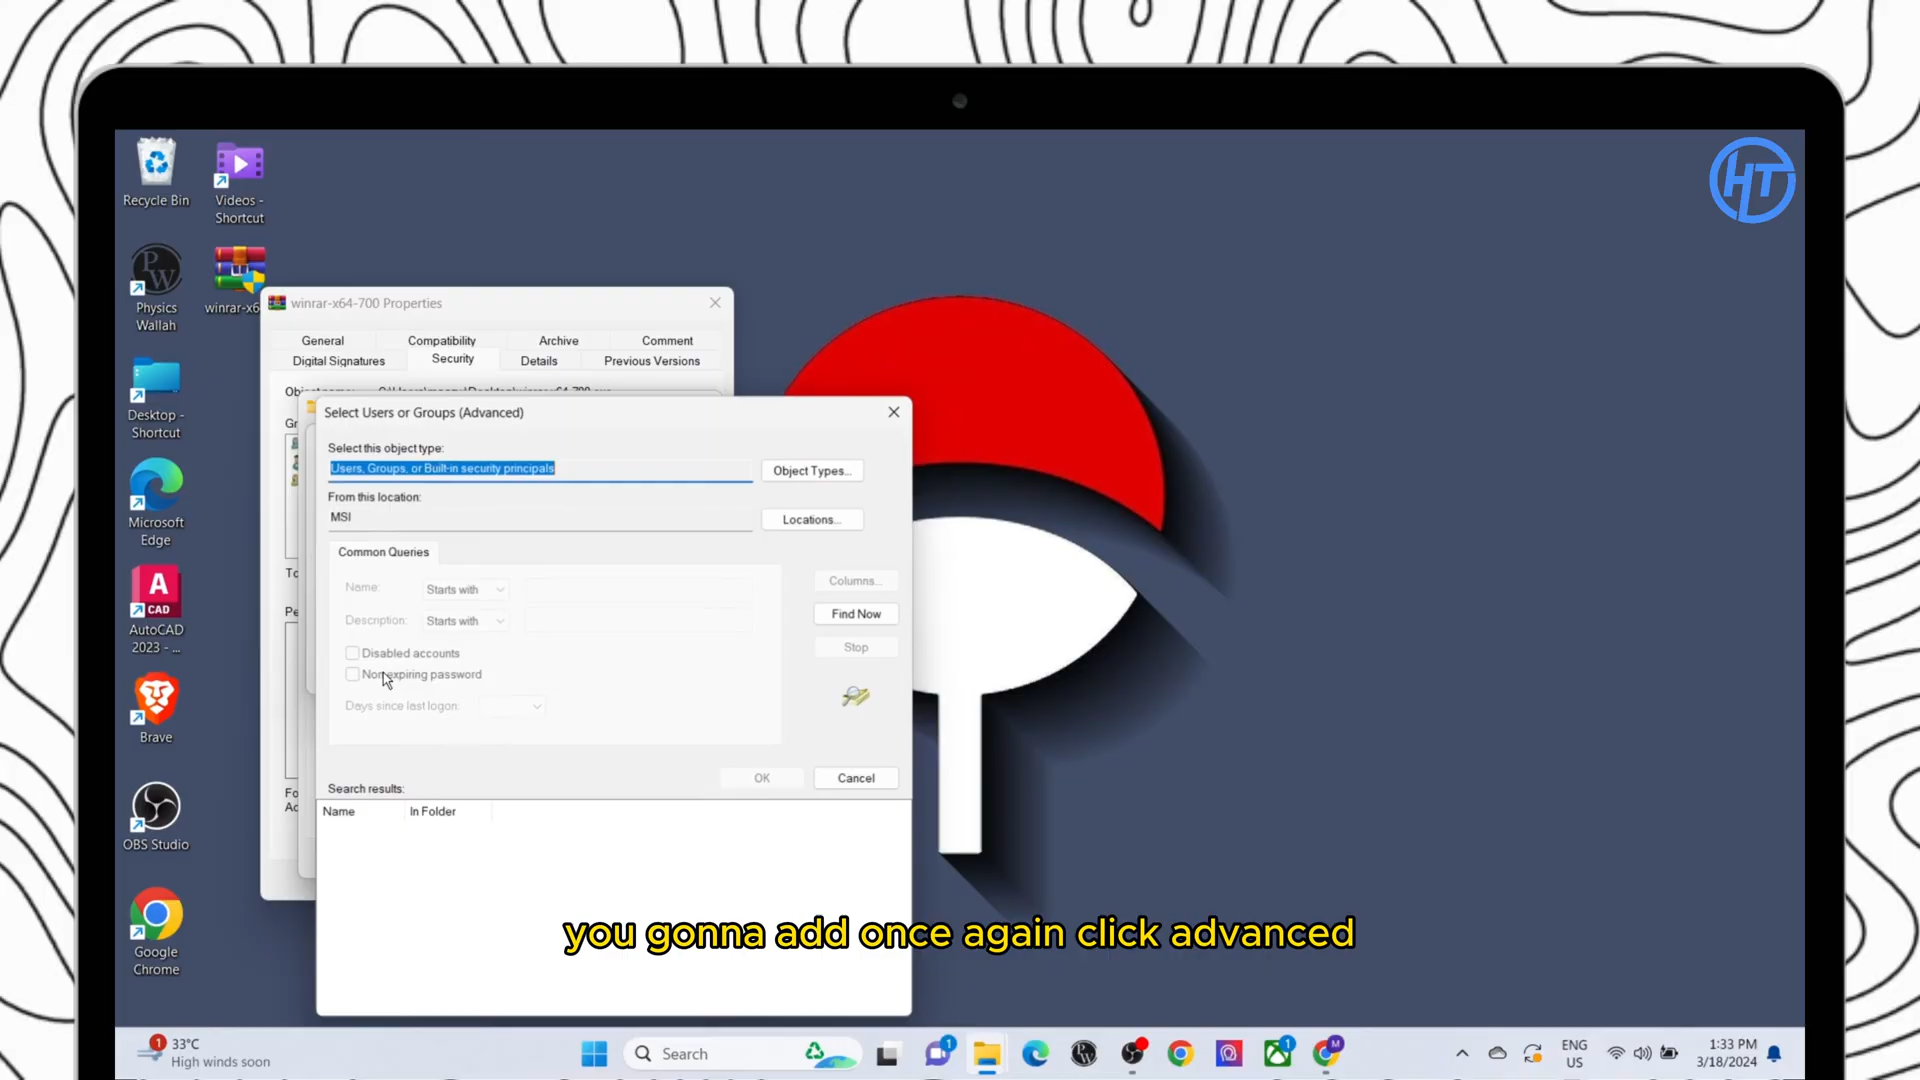 HT
Recycle Bin
Videos -
Shortcut
PW
Physics
Wallah
winrar-x6
Desktop -
Shortcut
Microsoft
Edge
A
CAD
AutoCAD
2023 - ...
Brave
OBS Studio
Google
Chrome
winrar-x64-700 Properties
General
Compatibility
Archive
Comment
Digital Signatures
Security
Details
Previous Versions
Select Users or Groups (Advanced)
Select this object type:
Users, Groups, or Built-in security principals
Object Types...
From this location:
MSI
Locations...
Common Queries
Name:
Starts with
Columns...
Description:
Starts with
Find Now
Stop
Disabled accounts
Non expiring password
Days since last logon:
OK
Cancel
Search results:
Name
In Folder
you gonna add once again click advanced
1
33°C
High winds soon
Search
1
1
M
ENG
US
1:33 PM
3/18/2024